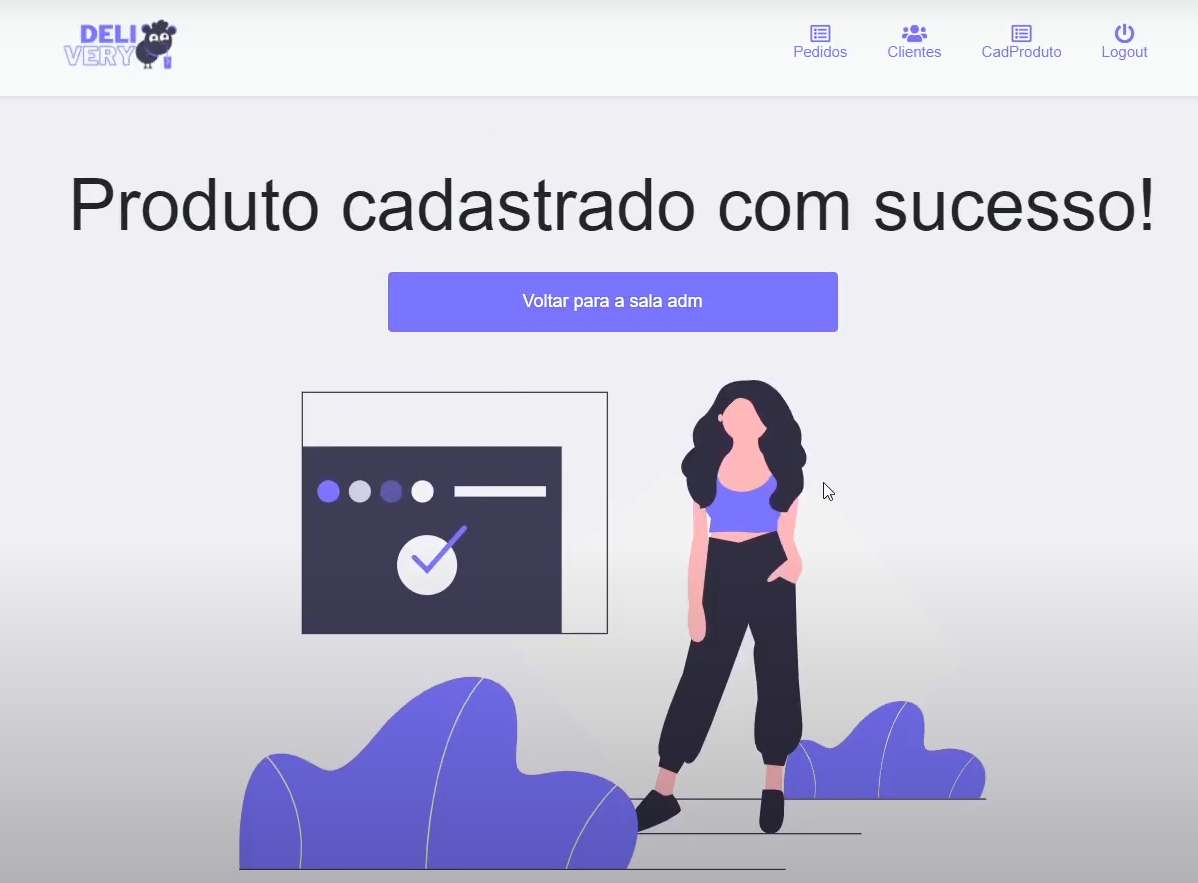 DELI
VERY
Pedidos
Clientes
CadProduto
Logout
Produto cadastrado com sucesso!
Voltar para a sala adm